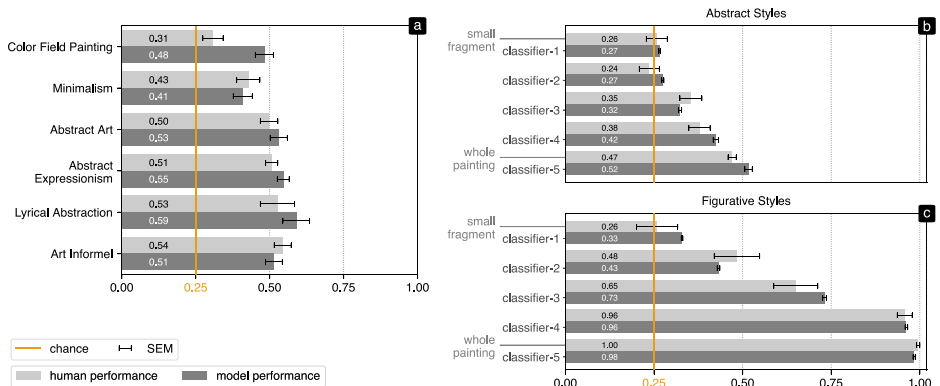 a
Color Field Painting
0.31
0.48
Minimalism
0.43
0.41
Abstract Art
0.50
0.53
Abstract
Expressionism
0.51
0.55
Lyrical Abstraction
0.53
0.59
Art Informel
0.54
0.51
0.00 0.25 0.50 0.75 1.00
chance SEM
human performance model performance
Abstract Styles
b
small
fragment
classifier-1
0.26
0.27
classifier-2
0.24
0.27
classifier-3
0.35
0.32
classifier-4
0.38
0.42
whole
painting
classifier-5
0.47
0.52
Figurative Styles
c
small
fragment
classifier-1
0.26
0.33
classifier-2
0.48
0.43
classifier-3
0.65
0.73
classifier-4
0.96
0.96
whole
painting
classifier-5
1.00
0.98
0.00 0.25 0.50 0.75 1.00